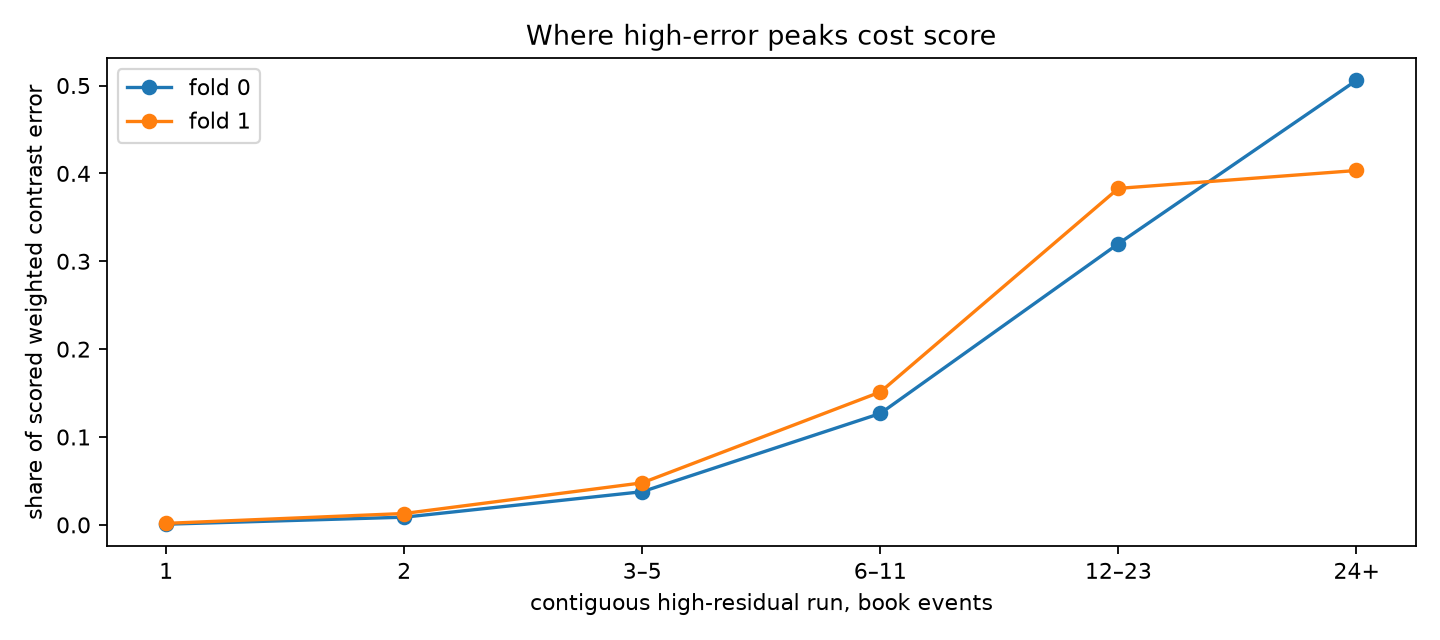 Where high-error peaks cost score
fold 0
fold 1
share of scored weighted contrast error
0.5
0.4
0.3
0.2
0.1
0.0
1
2
3–5
6–11
12–23
24+
contiguous high-residual run, book events